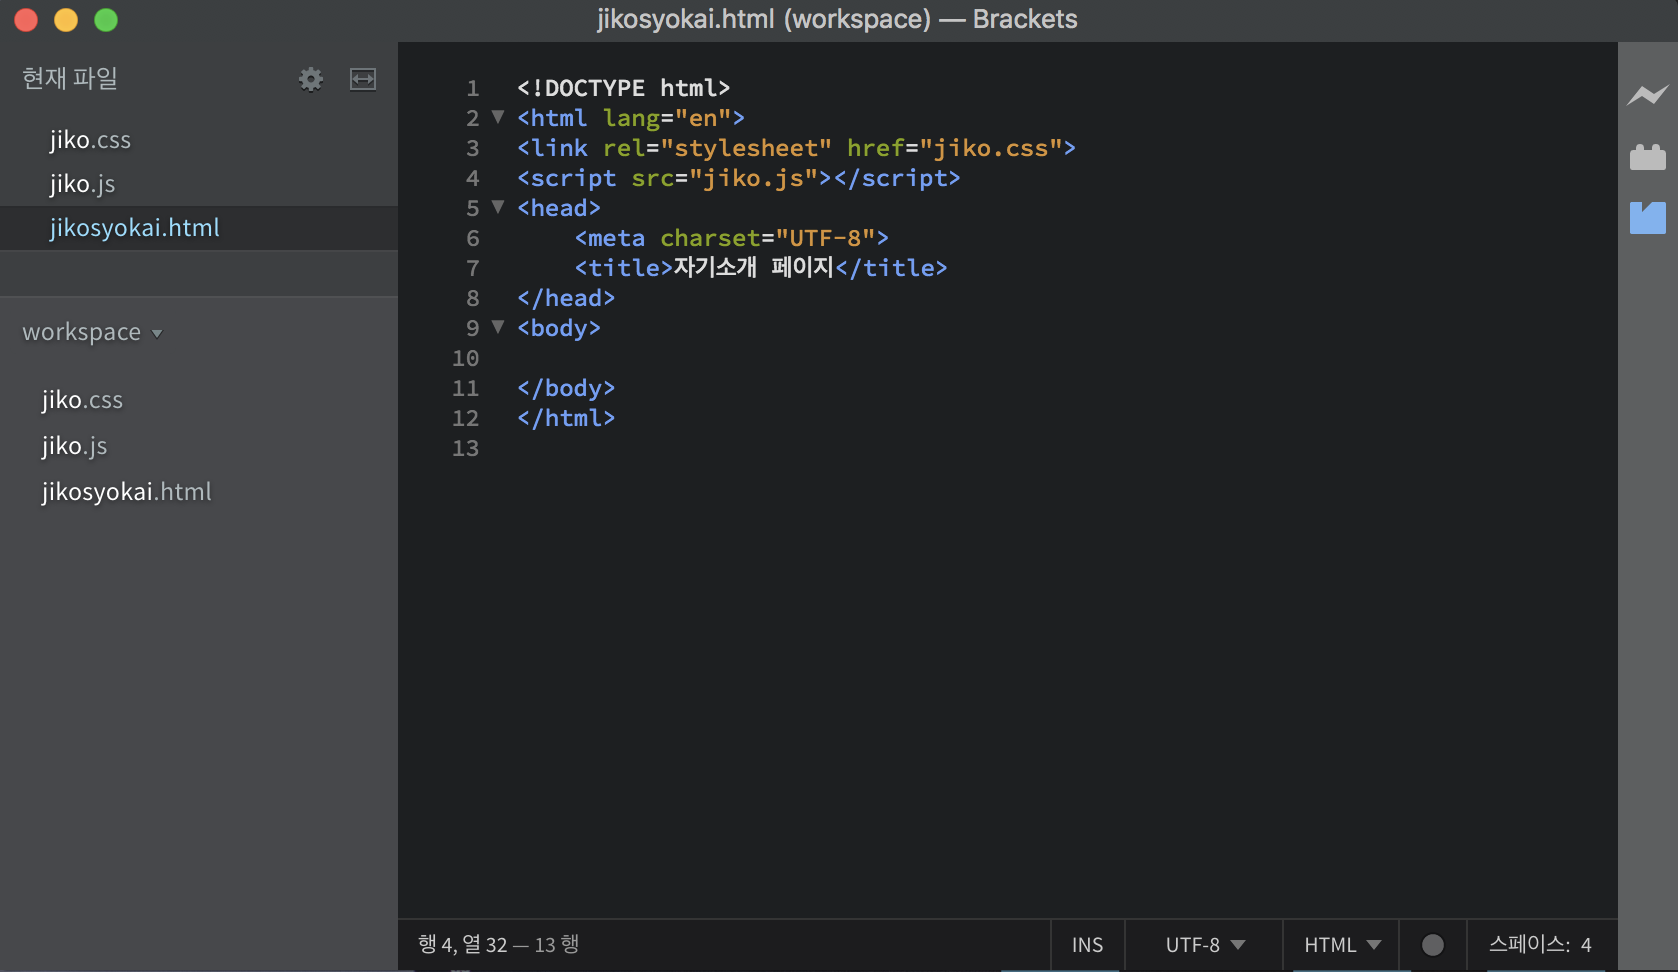 jikosyokai.html (workspace) — Brackets
현재 파일
jiko.css
jiko.js
jikosyokai.html
workspace
jiko.css
jiko.js
jikosyokai.html
1 <!DOCTYPE html>
2 <html lang="en">
3 <link rel="stylesheet" href="jiko.css">
4 <script src="jiko.js"></script>
5 <head>
6     <meta charset="UTF-8">
7     <title>자기소개 페이지</title>
8 </head>
9 <body>
10
11 </body>
12 </html>
13
행 4, 열 32 — 13 행 INS UTF-8 HTML 스페이스: 4